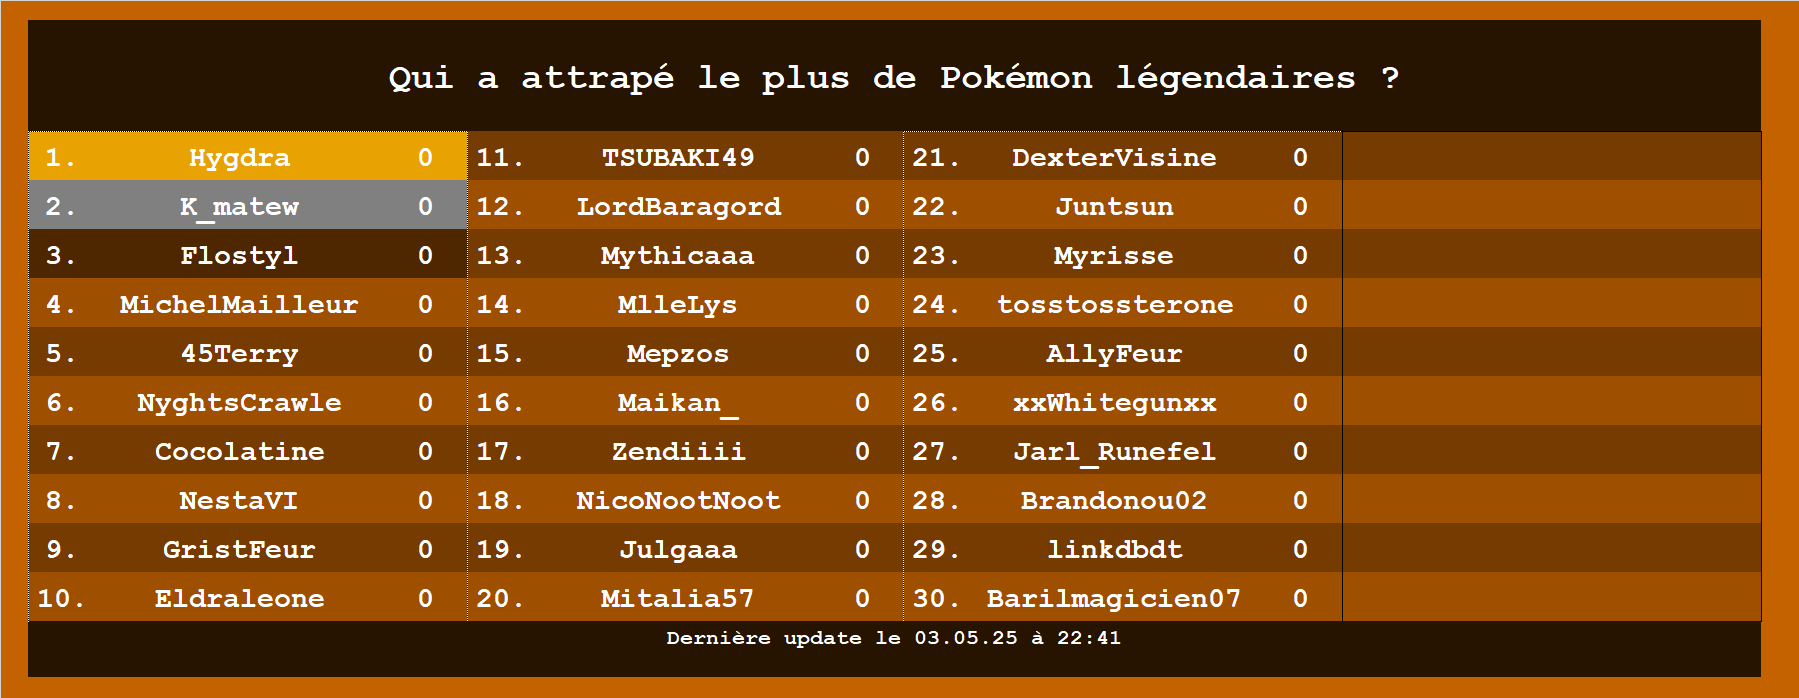 Qui a attrapé le plus de Pokémon légendaires ?
1. Hygdra 0 11. TSUBAKI49 0 21. DexterVisine 0
2. K_matew 0 12. LordBaragord 0 22. Juntsun 0
3. Flostyl 0 13. Mythicaaa 0 23. Myrisse 0
4. MichelMailleur 0 14. MlleLys 0 24. tosstossterone 0
5. 45Terry 0 15. Mepzos 0 25. AllyFeur 0
6. NyghtsCrawle 0 16. Maikan_ 0 26. xxWhitegunxx 0
7. Cocolatine 0 17. Zendiiii 0 27. Jarl_Runefel 0
8. NestaVI 0 18. NicoNootNoot 0 28. Brandonou02 0
9. GristFeur 0 19. Julgaaa 0 29. linkdbdt 0
10. Eldraleone 0 20. Mitalia57 0 30. Barilmagicien07 0
Dernière update le 03.05.25 à 22:41